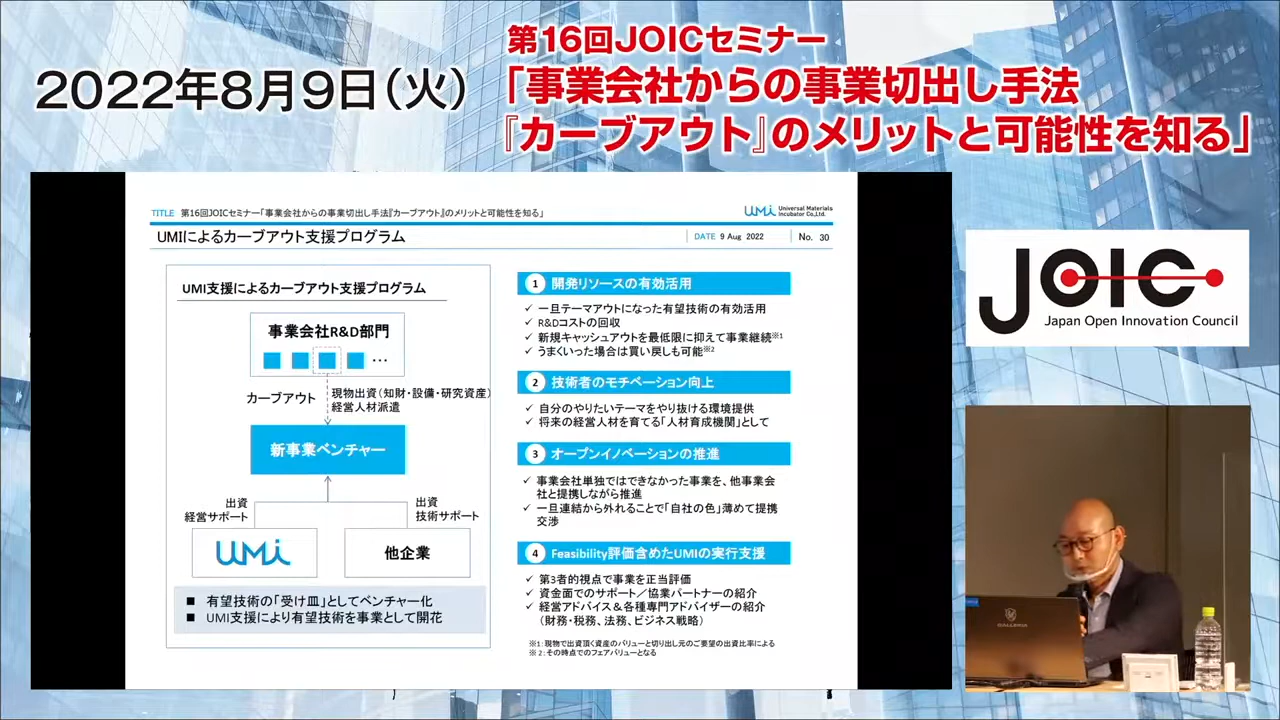 2022年8月9日(火)
第16回JOICセミナー
「事業会社からの事業切出し手法
『カーブアウト』のメリットと可能性を知る」
TITLE 第16回JOICセミナー「事業会社からの事業切出し手法『カーブアウト』のメリットと可能性を知る」
UMI Universal Materials
Incubator Co.,Ltd.
UMIによるカーブアウト支援プログラム
DATE 9 Aug 2022
No. 30
UMI支援によるカーブアウト支援プログラム
事業会社R&D部門
…
カーブアウト
現物出資(知財・設備・研究資産)
経営人材派遣
新事業ベンチャー
出資
経営サポート
出資
技術サポート
UMI
他企業
■ 有望技術の「受け皿」としてベンチャー化
■ UMI支援により有望技術を事業として開花
1 開発リソースの有効活用
✓ 一旦テーマアウトになった有望技術の有効活用
✓ R&Dコストの回収
✓ 新規キャッシュアウトを最低限に抑えて事業継続※1
✓ うまくいった場合は買い戻しも可能※2
2 技術者のモチベーション向上
✓ 自分のやりたいテーマをやり抜ける環境提供
✓ 将来の経営人材を育てる「人材育成機関」として
3 オープンイノベーションの推進
✓ 事業会社単独ではできなかった事業を、他事業会
社と提携しながら推進
✓ 一旦連結から外れることで「自社の色」薄めて提携
交渉
4 Feasibility評価含めたUMIの実行支援
✓ 第3者的視点で事業を正当評価
✓ 資金面でのサポート/協業パートナーの紹介
✓ 経営アドバイス&各種専門アドバイザーの紹介
(財務・税務、法務、ビジネス戦略)
※1:現物で出資頂く資産のバリューと切り出し元のご要望の出資比率による
※2:その時点でのフェアバリューとなる
JOIC
Japan Open Innovation Council